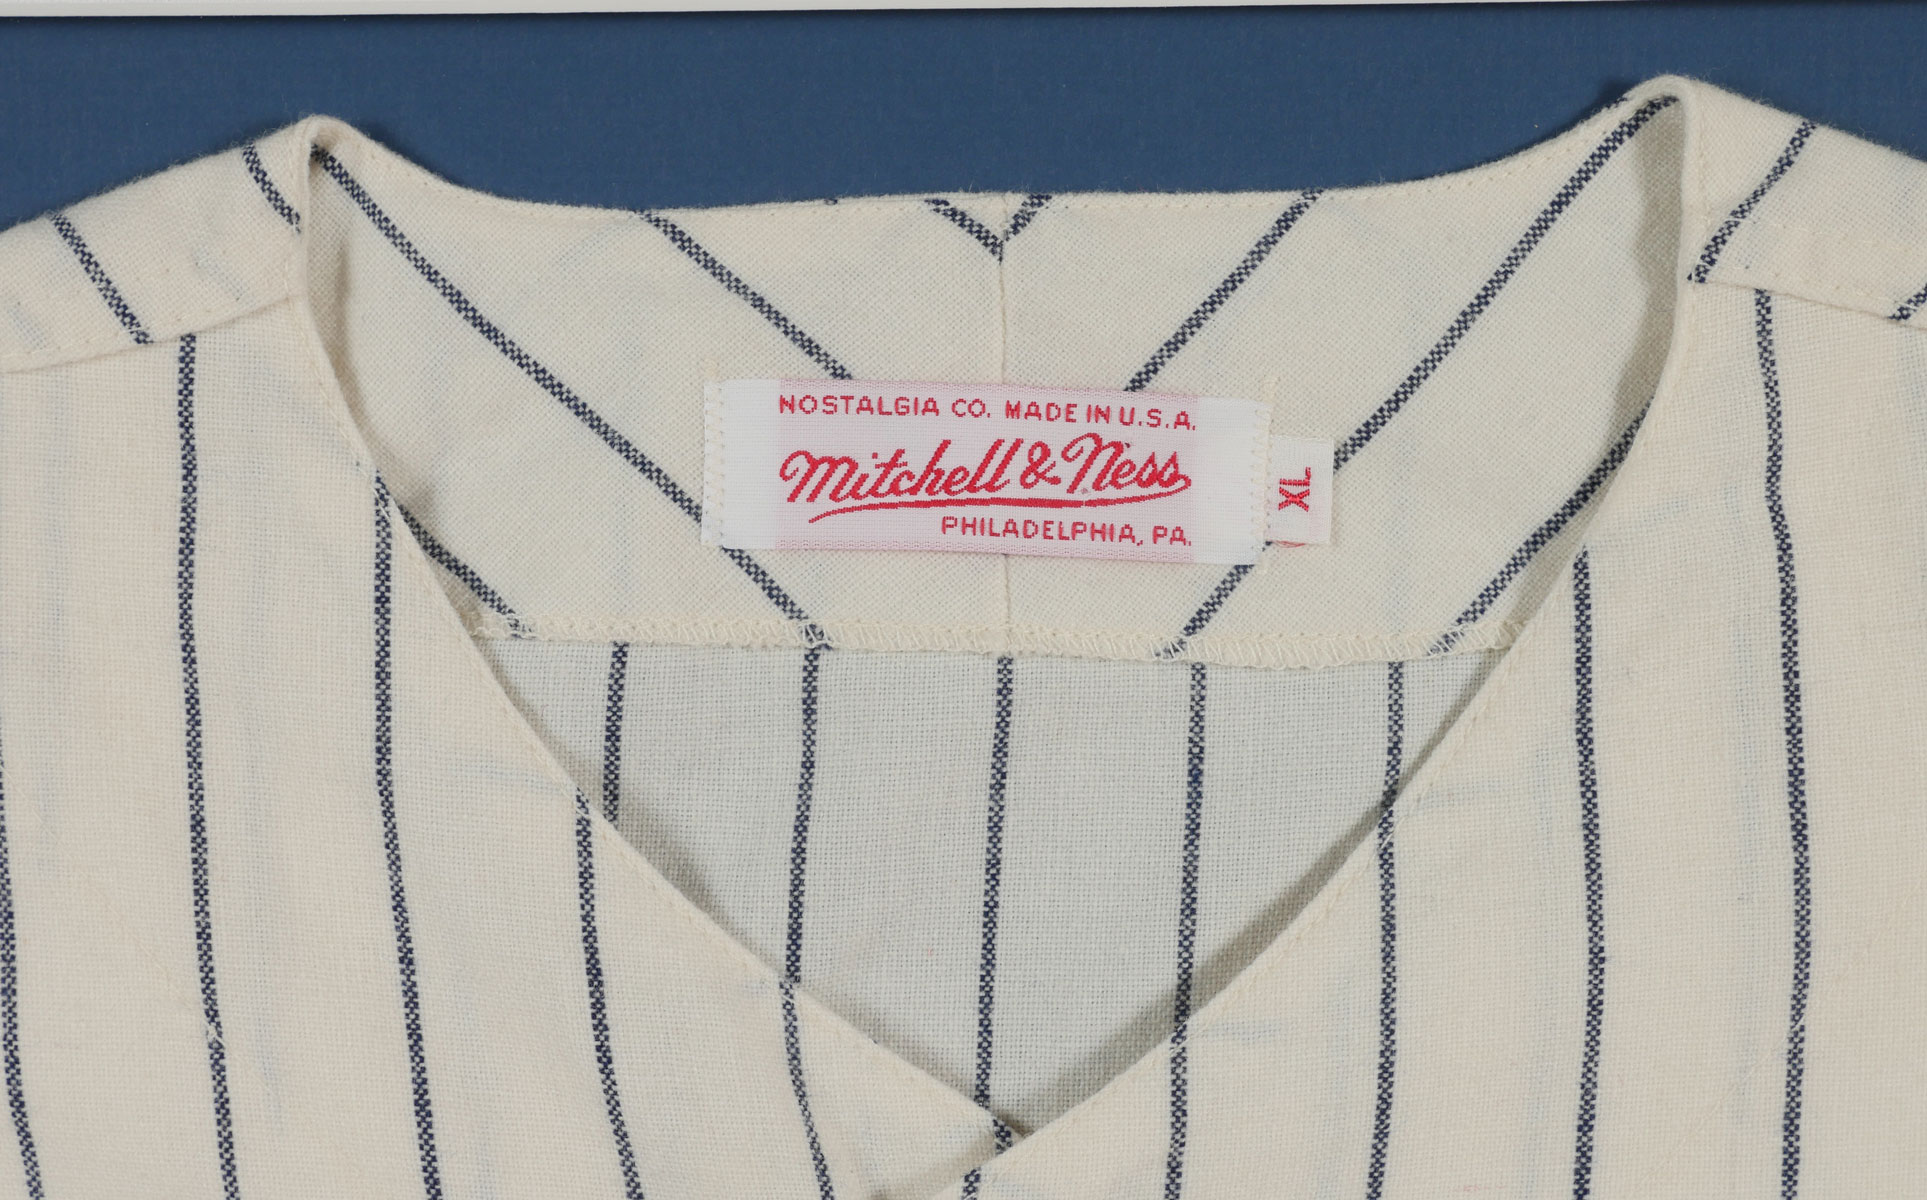 NOSTALGIA CO. MADE IN U.S.A.
Mitchell & Ness
PHILADELPHIA, PA.
XL